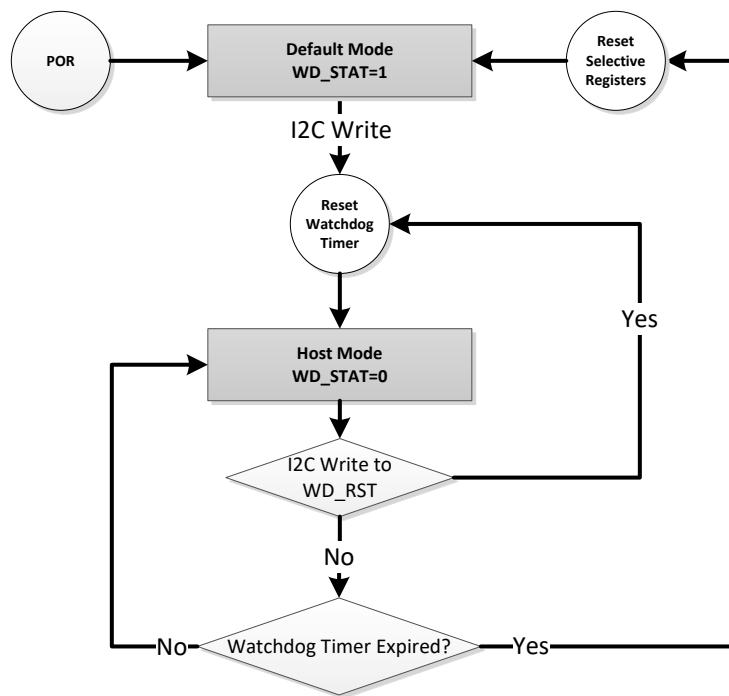 POR
Default Mode
WD_STAT=1
Reset
Selective
Registers
I2C Write
Reset
Watchdog
Timer
Yes
Host Mode
WD_STAT=0
I2C Write to
WD_RST
No
No
Watchdog Timer Expired?
Yes